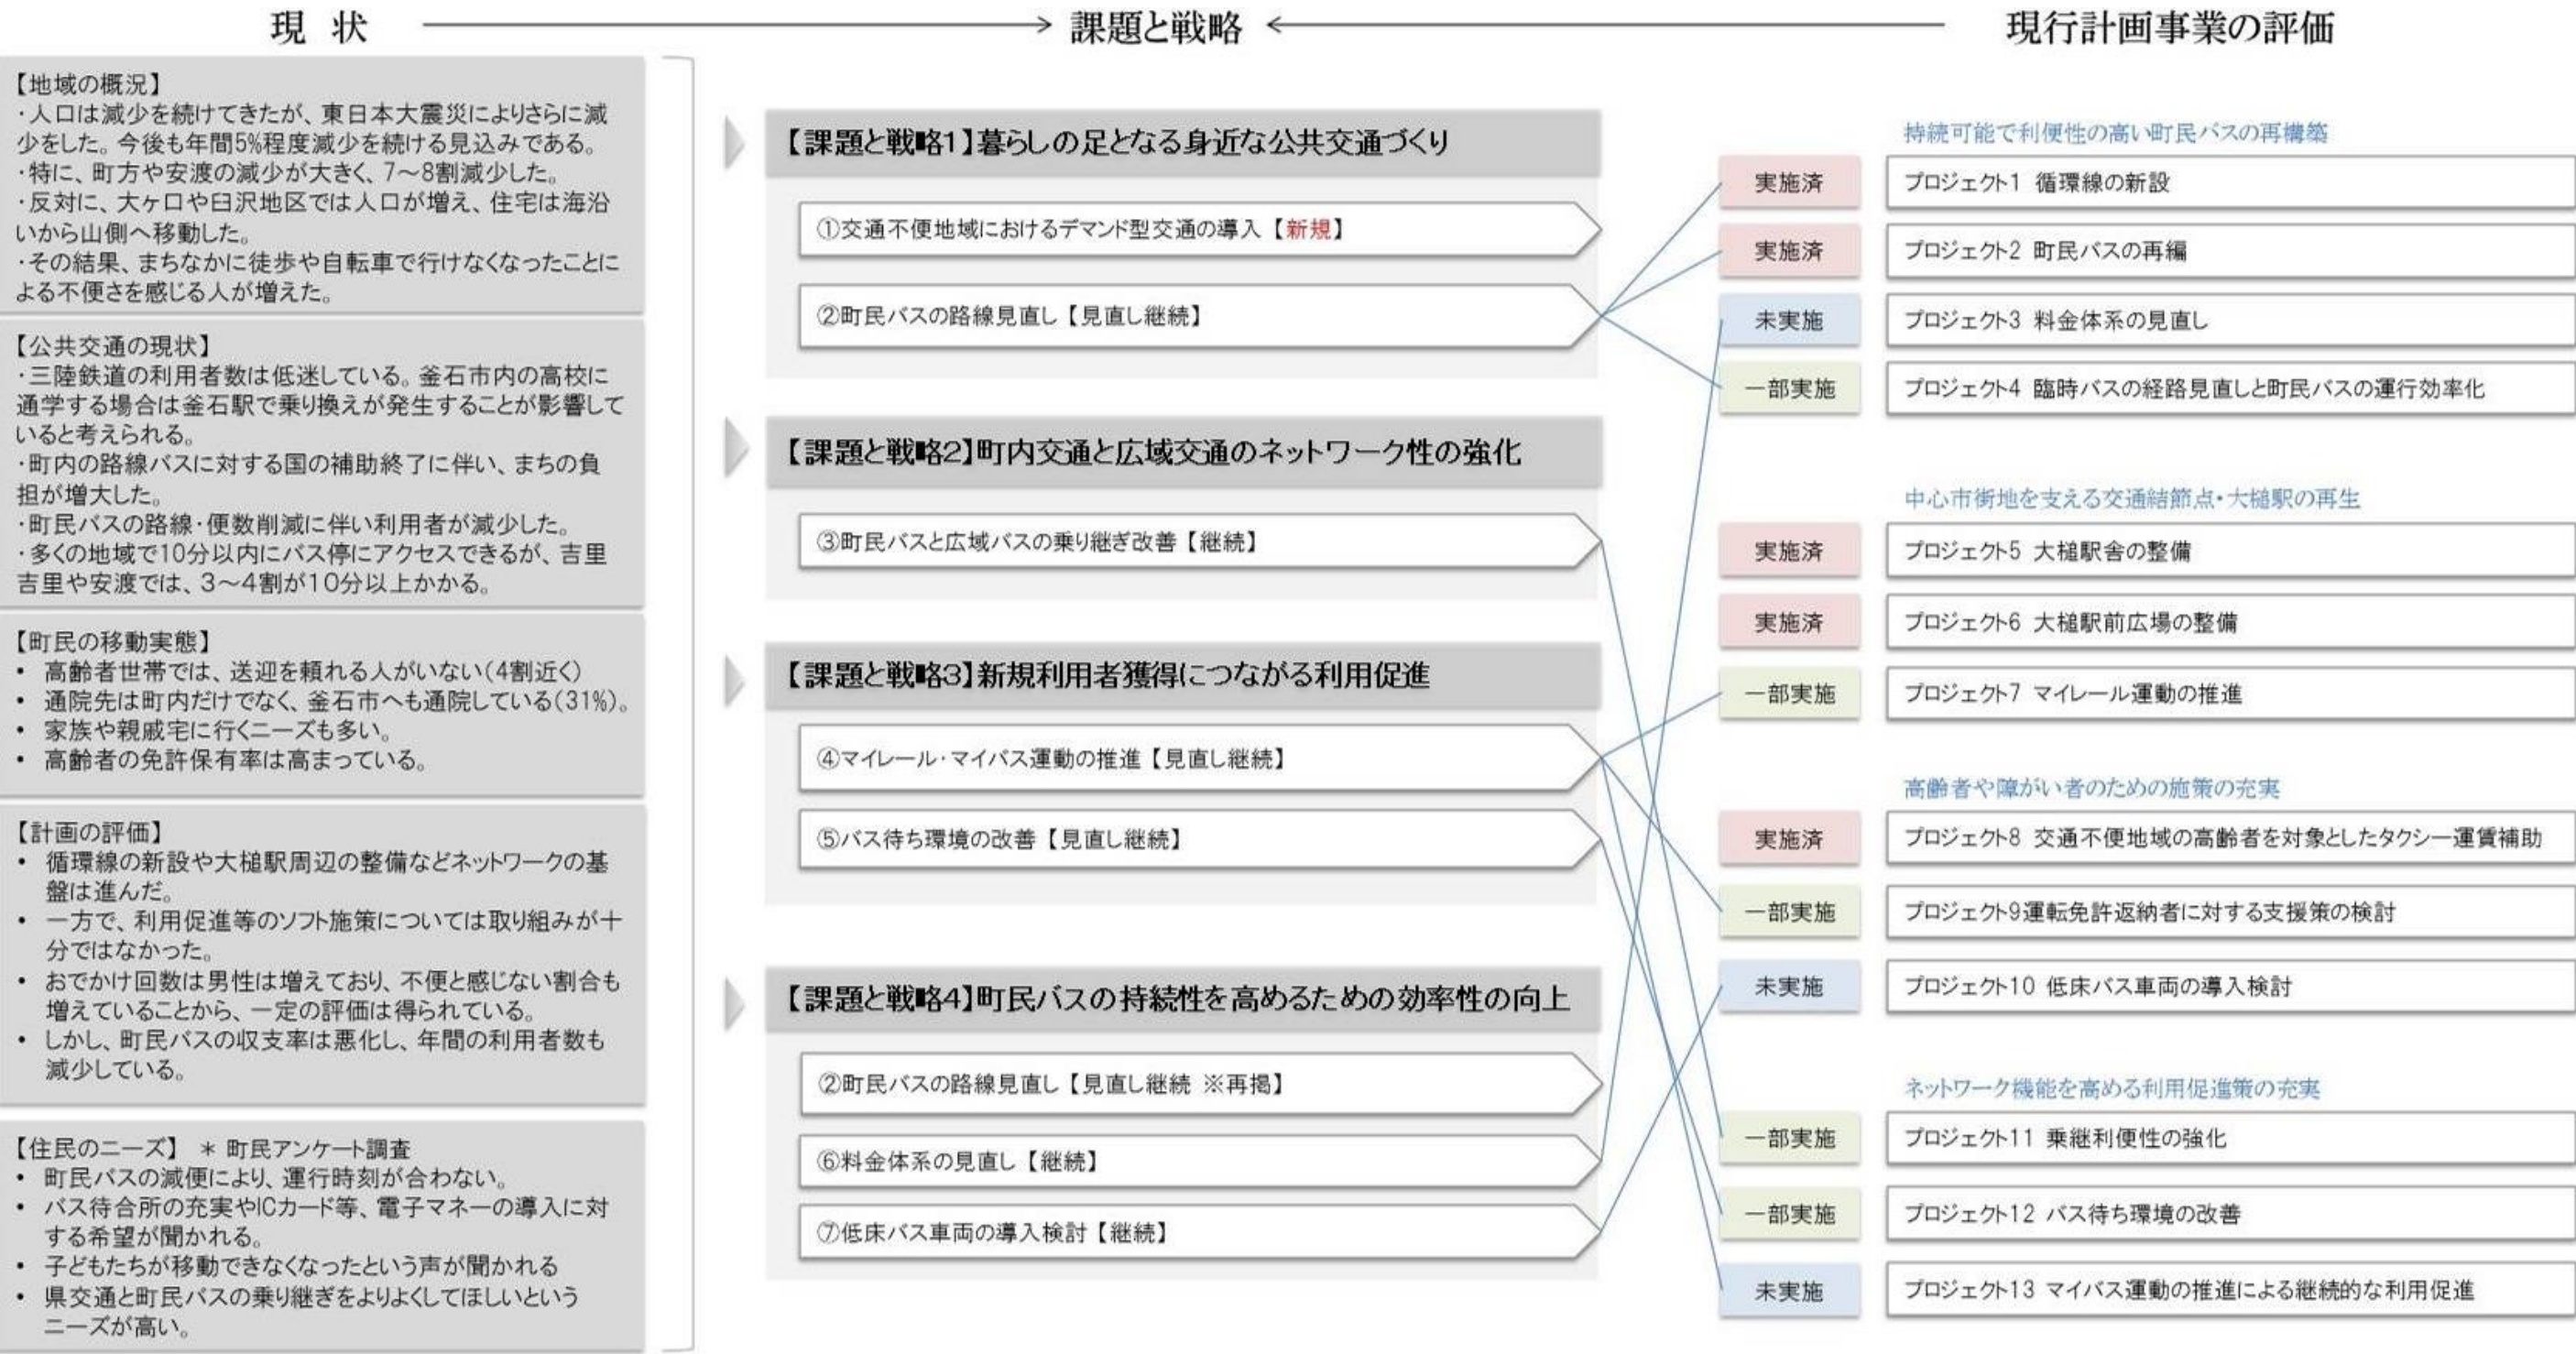 現 状
課題と戦略
現行計画事業の評価
【地域の概況】
・人口は減少を続けてきたが、東日本大震災によりさらに減
少をした。今後も年間5%程度減少を続ける見込みである。
・特に、町方や安渡の減少が大きく、7～8割減少した。
・反対に、大ケ口や臼沢地区では人口が増え、住宅は海沿
いから山側へ移動した。
・その結果、まちなかに徒歩や自転車で行けなくなったことに
よる不便さを感じる人が増えた。
【公共交通の現状】
・三陸鉄道の利用者数は低迷している。釜石市内の高校に
通学する場合は釜石駅で乗り換えが発生することが影響して
いると考えられる。
・町内の路線バスに対する国の補助終了に伴い、まちの負
担が増大した。
・町民バスの路線・便数削減に伴い利用者が減少した。
・多くの地域で10分以内にバス停にアクセスできるが、吉里
吉里や安渡では、3～4割が10分以上かかる。
【町民の移動実態】
• 高齢者世帯では、送迎を頼れる人がいない(4割近く)
• 通院先は町内だけでなく、釜石市へも通院している(31%)。
• 家族や親戚宅に行くニーズも多い。
• 高齢者の免許保有率は高まっている。
【計画の評価】
• 循環線の新設や大槌駅周辺の整備などネットワークの基
盤は進んだ。
• 一方で、利用促進等のソフト施策については取り組みが十
分ではなかった。
• おでかけ回数は男性は増えており、不便と感じない割合も
増えていることから、一定の評価は得られている。
• しかし、町民バスの収支率は悪化し、年間の利用者数も
減少している。
【住民のニーズ】 ＊町民アンケート調査
• 町民バスの減便により、運行時刻が合わない。
• バス待合所の充実やICカード等、電子マネーの導入に対
する希望が聞かれる。
• 子どもたちが移動できなくなったという声が聞かれる
• 県交通と町民バスの乗り継ぎをよりよくしてほしいという
ニーズが高い。
【課題と戦略1】暮らしの足となる身近な公共交通づくり
①交通不便地域におけるデマンド型交通の導入【新規】
②町民バスの路線見直し【見直し継続】
【課題と戦略2】町内交通と広域交通のネットワーク性の強化
③町民バスと広域バスの乗り継ぎ改善【継続】
【課題と戦略3】新規利用者獲得につながる利用促進
④マイレール・マイバス運動の推進【見直し継続】
⑤バス待ち環境の改善【見直し継続】
【課題と戦略4】町民バスの持続性を高めるための効率性の向上
②町民バスの路線見直し【見直し継続 ※再掲】
⑥料金体系の見直し【継続】
⑦低床バス車両の導入検討【継続】
持続可能で利便性の高い町民バスの再構築
実施済 プロジェクト1 循環線の新設
実施済 プロジェクト2 町民バスの再編
未実施 プロジェクト3 料金体系の見直し
一部実施 プロジェクト4 臨時バスの経路見直しと町民バスの運行効率化
中心市街地を支える交通結節点・大槌駅の再生
実施済 プロジェクト5 大槌駅舎の整備
実施済 プロジェクト6 大槌駅前広場の整備
一部実施 プロジェクト7 マイレール運動の推進
高齢者や障がい者のための施策の充実
実施済 プロジェクト8 交通不便地域の高齢者を対象としたタクシー運賃補助
一部実施 プロジェクト9運転免許返納者に対する支援策の検討
未実施 プロジェクト10 低床バス車両の導入検討
ネットワーク機能を高める利用促進策の充実
一部実施 プロジェクト11 乗継利便性の強化
一部実施 プロジェクト12 バス待ち環境の改善
未実施 プロジェクト13 マイバス運動の推進による継続的な利用促進